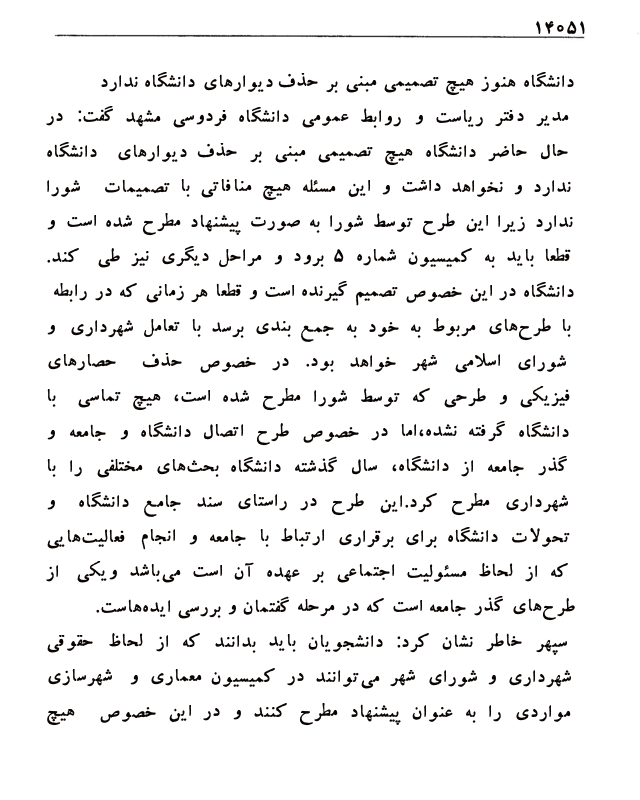 ۱۴۰۵۱
دانشگاه هنوز هیچ تصمیمی مبنی بر حذف دیوارهای دانشگاه ندارد
مدیر دفتر ریاست و روابط عمومی دانشگاه فردوسی مشهد گفت: در
حال حاضر دانشگاه هیچ تصمیمی مبنی بر حذف دیوارهای دانشگاه
ندارد و نخواهد داشت و این مسئله هیچ منافاتی با تصمیمات شورا
ندارد زیرا این طرح توسط شورا به صورت پیشنهاد مطرح شده است و
قطعا باید به کمیسیون شماره ۵ برود و مراحل دیگری نیز طی کند.
دانشگاه در این خصوص تصمیم گیرنده است و قطعا هر زمانی که در رابطه
با طرح‌های مربوط به خود به جمع بندی برسد با تعامل شهرداری و
شورای اسلامی شهر خواهد بود. در خصوص حذف حصارهای
فیزیکی و طرحی که توسط شورا مطرح شده است، هیچ تماسی با
دانشگاه گرفته نشده،اما در خصوص طرح اتصال دانشگاه و جامعه و
گذر جامعه از دانشگاه، سال گذشته دانشگاه بحث‌های مختلفی را با
شهرداری مطرح کرد.این طرح در راستای سند جامع دانشگاه و
تحولات دانشگاه برای برقراری ارتباط با جامعه و انجام فعالیت‌هایی
که از لحاظ مسئولیت اجتماعی بر عهده آن است می‌باشد ویکی از
طرح‌های گذر جامعه است که در مرحله گفتمان و بررسی ایده‌هاست.
سپهر خاطر نشان کرد: دانشجویان باید بدانند که از لحاظ حقوقی
شهرداری و شورای شهر می‌توانند در کمیسیون معماری و شهرسازی
مواردی را به عنوان پیشنهاد مطرح کنند و در این خصوص هیچ